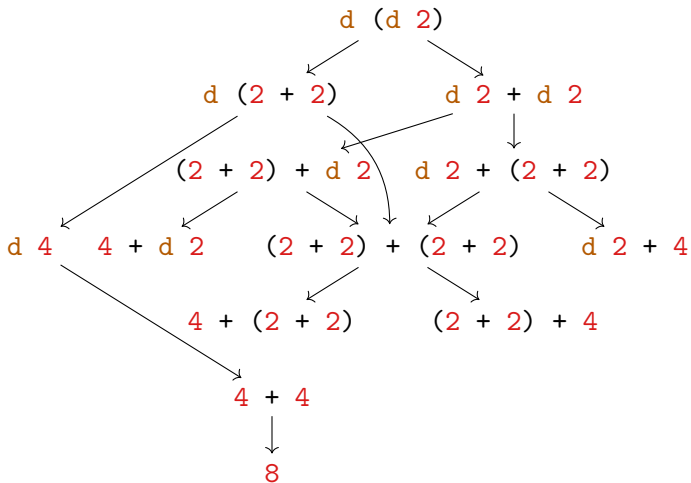 d (d 2)
d (2 + 2) d 2 + d 2
(2 + 2) + d 2 d 2 + (2 + 2)
d 4 4 + d 2 (2 + 2) + (2 + 2) d 2 + 4
4 + (2 + 2) (2 + 2) + 4
4 + 4
8